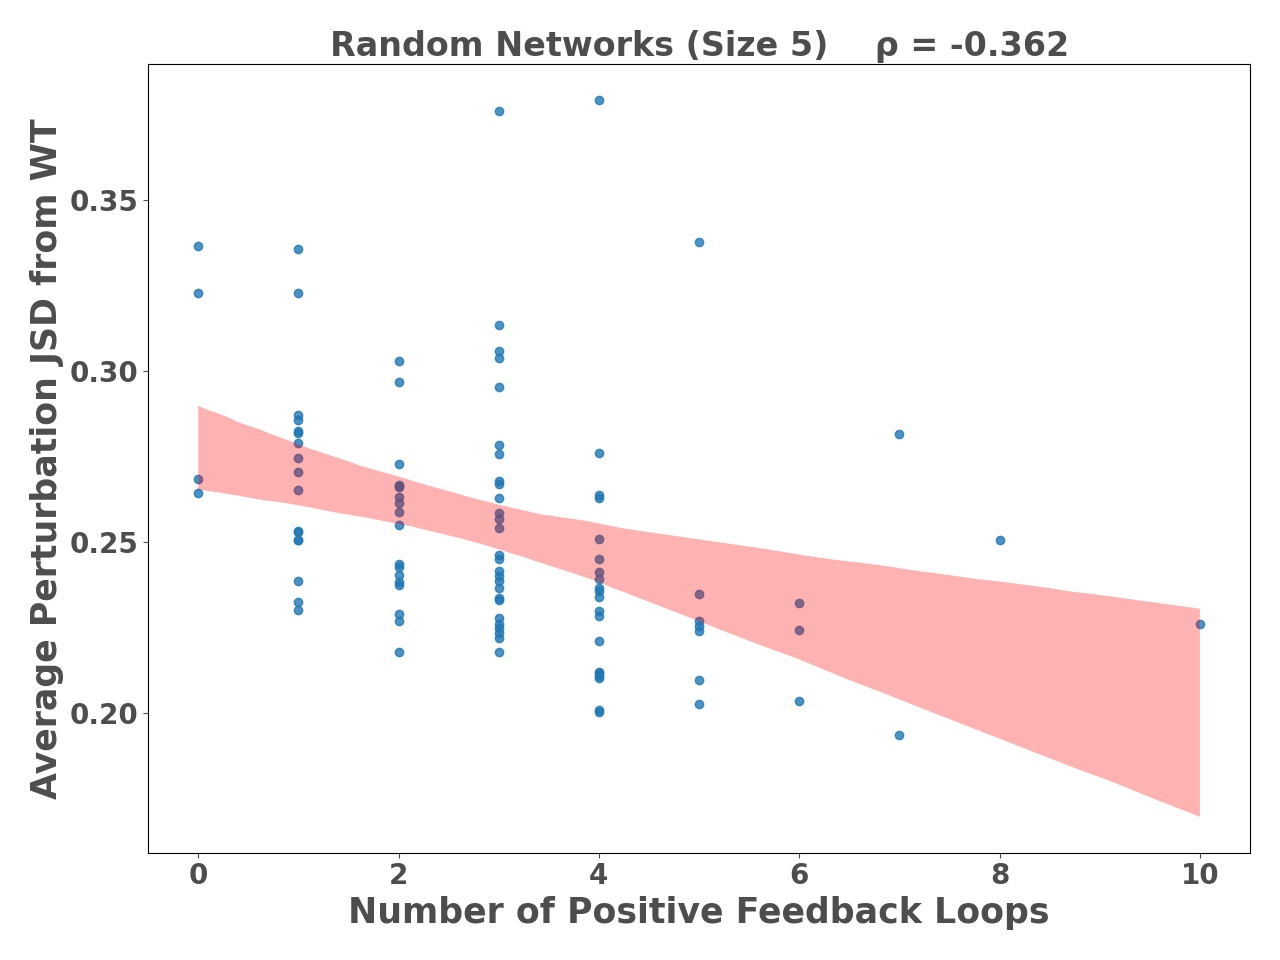 Random Networks (Size 5) ρ = -0.362
Average Perturbation JSD from WT
0.35
0.30
0.25
0.20
0 2 4 6 8 10
Number of Positive Feedback Loops